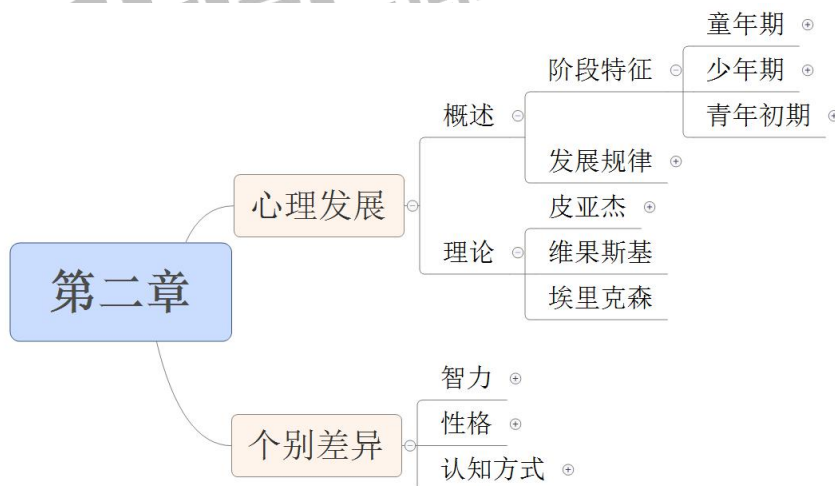 第二章
心理发展
概述
阶段特征
童年期
少年期
青年初期
发展规律
理论
皮亚杰
维果斯基
埃里克森
个别差异
智力
性格
认知方式